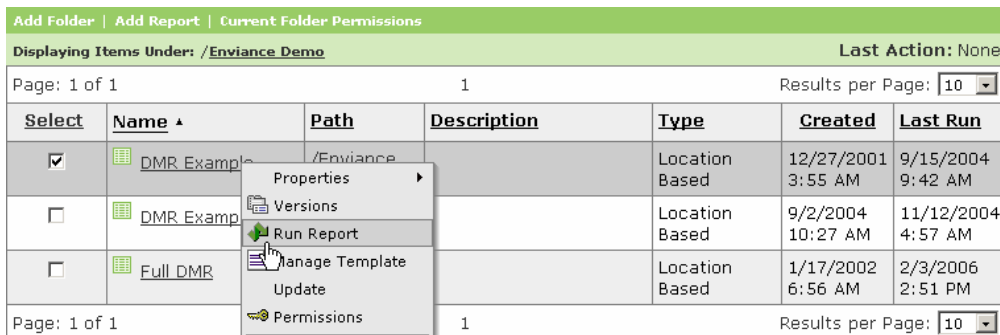 Add Folder | Add Report | Current Folder Permissions
Displaying Items Under: /Enviance Demo Last Action: None
Page: 1 of 1 1 Results per Page: 10
Select Name Path Description Type Created Last Run
DMR Example /Enviance Location Based 12/27/2001 3:55 AM 9/15/2004 9:42 AM
Properties
Versions
DMR Examp Location Based 9/2/2004 10:27 AM 11/12/2004 4:57 AM
Run Report
Manage Template
Full DMR Location Based 1/17/2002 6:56 AM 2/3/2006 2:51 PM
Update
Permissions
Page: 1 of 1 1 Results per Page: 10